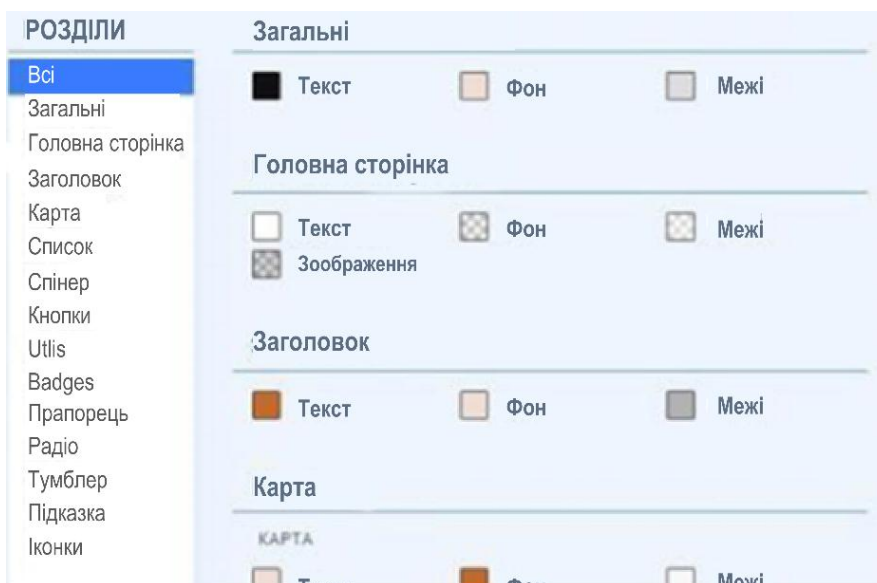 РОЗДІЛИ
Всі
Загальні
Головна сторінка
Заголовок
Карта
Список
Спінер
Кнопки
Utlis
Badges
Прапорець
Радіо
Тумблер
Підказка
Іконки
Загальні
Текст Фон Межі
Головна сторінка
Текст Фон Межі
Зоображення
Заголовок
Текст Фон Межі
Карта
КАРТА
Межі